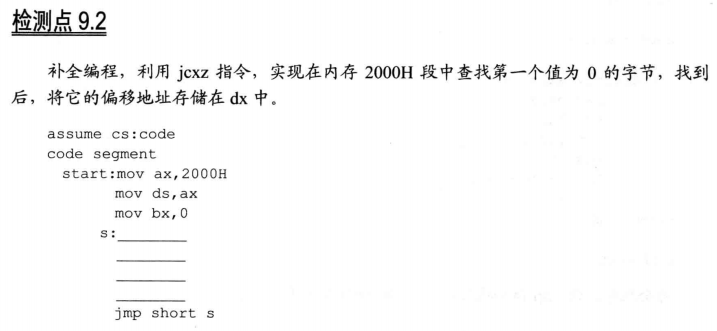 检测点 9.2
补全编程，利用 jcxz 指令，实现在内存 2000H 段中查找第一个值为 0 的字节，找到
后，将它的偏移地址存储在 dx 中。
assume cs:code
code segment
start:mov ax,2000H
mov ds,ax
mov bx,0
s:________
________
________
________
jmp short s